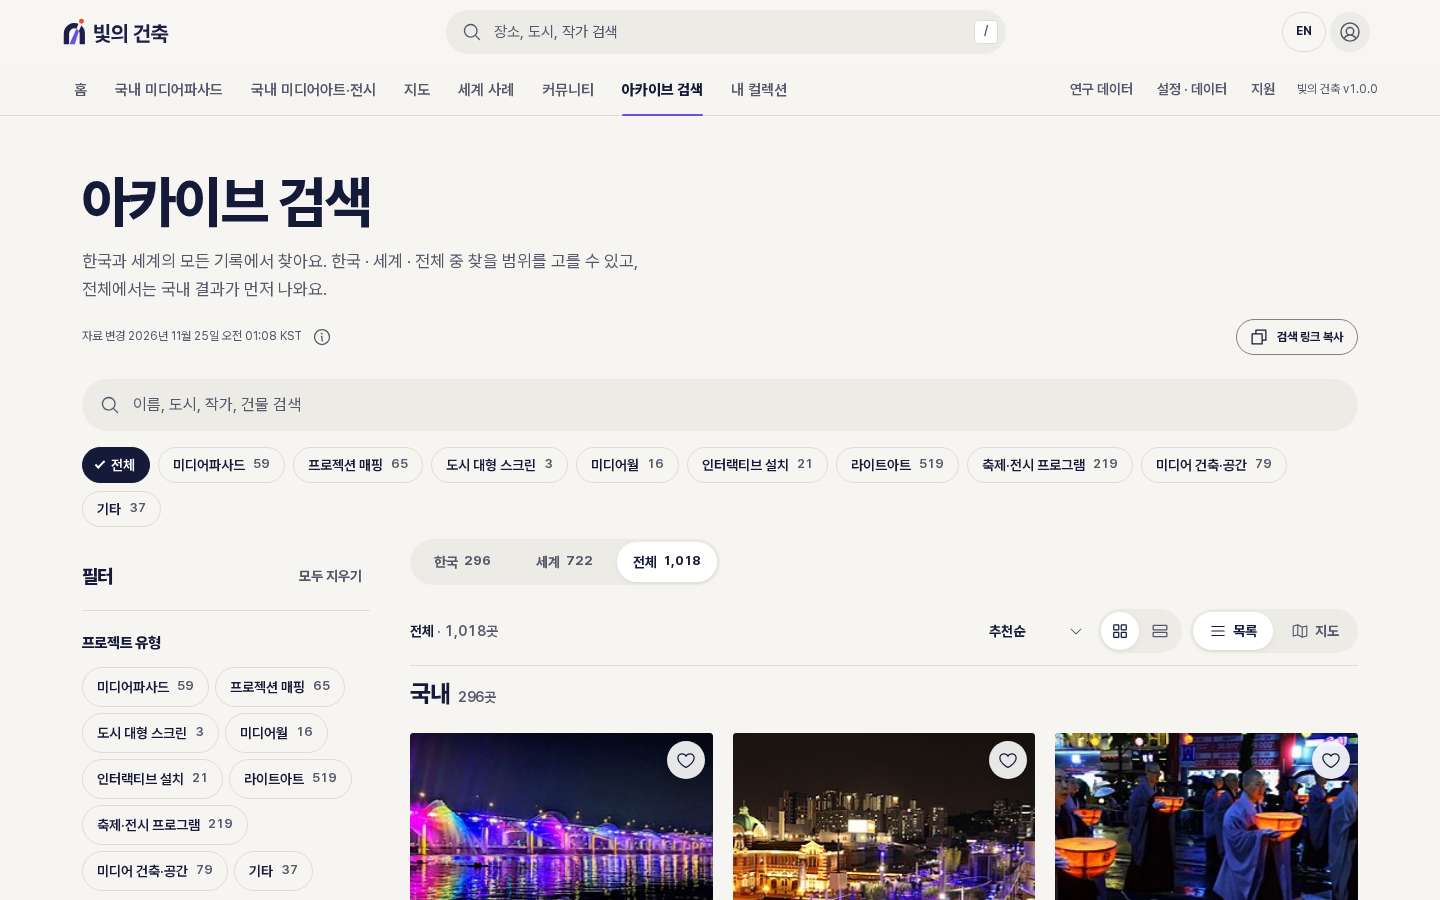 빛의 건축
장소, 도시, 작가 검색
/
EN
홈
국내 미디어파사드
국내 미디어아트·전시
지도
세계 사례
커뮤니티
아카이브 검색
내 컬렉션
연구 데이터
설정 · 데이터
지원
빛의 건축 v1.0.0
아카이브 검색
한국과 세계의 모든 기록에서 찾아요. 한국 · 세계 · 전체 중 찾을 범위를 고를 수 있고,
전체에서는 국내 결과가 먼저 나와요.
자료 변경 2026년 11월 25일 오전 01:08 KST
검색 링크 복사
이름, 도시, 작가, 건물 검색
전체
미디어파사드 59
프로젝션 매핑 65
도시 대형 스크린 3
미디어월 16
인터랙티브 설치 21
라이트아트 519
축제·전시 프로그램 219
미디어 건축·공간 79
기타 37
한국 296
세계 722
전체 1,018
필터
모두 지우기
전체 · 1,018곳
추천순
목록
지도
프로젝트 유형
미디어파사드 59
프로젝션 매핑 65
도시 대형 스크린 3
미디어월 16
인터랙티브 설치 21
라이트아트 519
축제·전시 프로그램 219
미디어 건축·공간 79
기타 37
국내 296곳